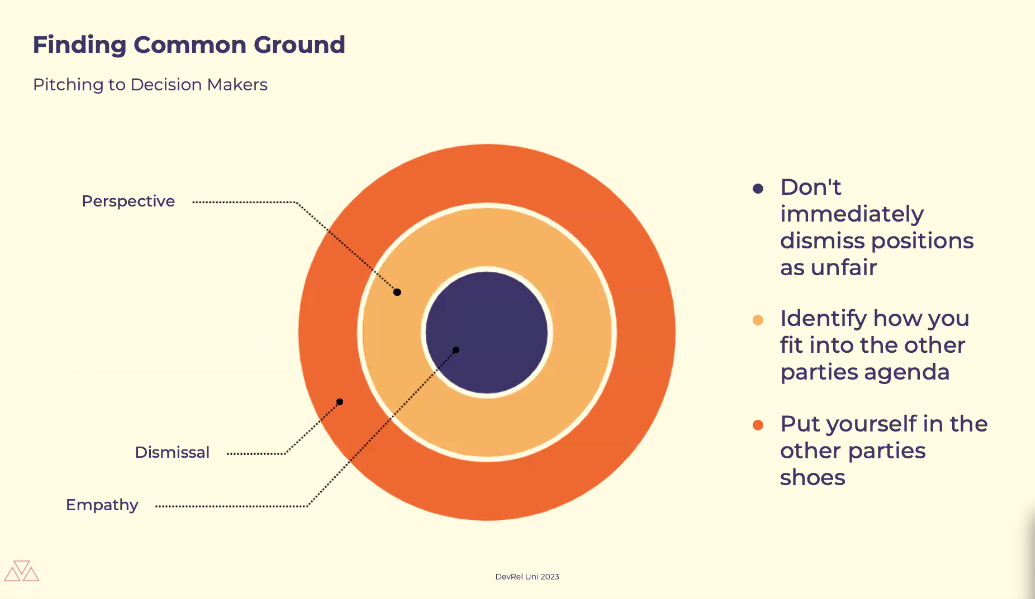 Finding Common Ground
Pitching to Decision Makers
Perspective
Dismissal
Empathy
Don't
immediately
dismiss positions
as unfair
Identify how you
fit into the other
parties agenda
Put yourself in the
other parties
shoes
DevRel Uni 2023